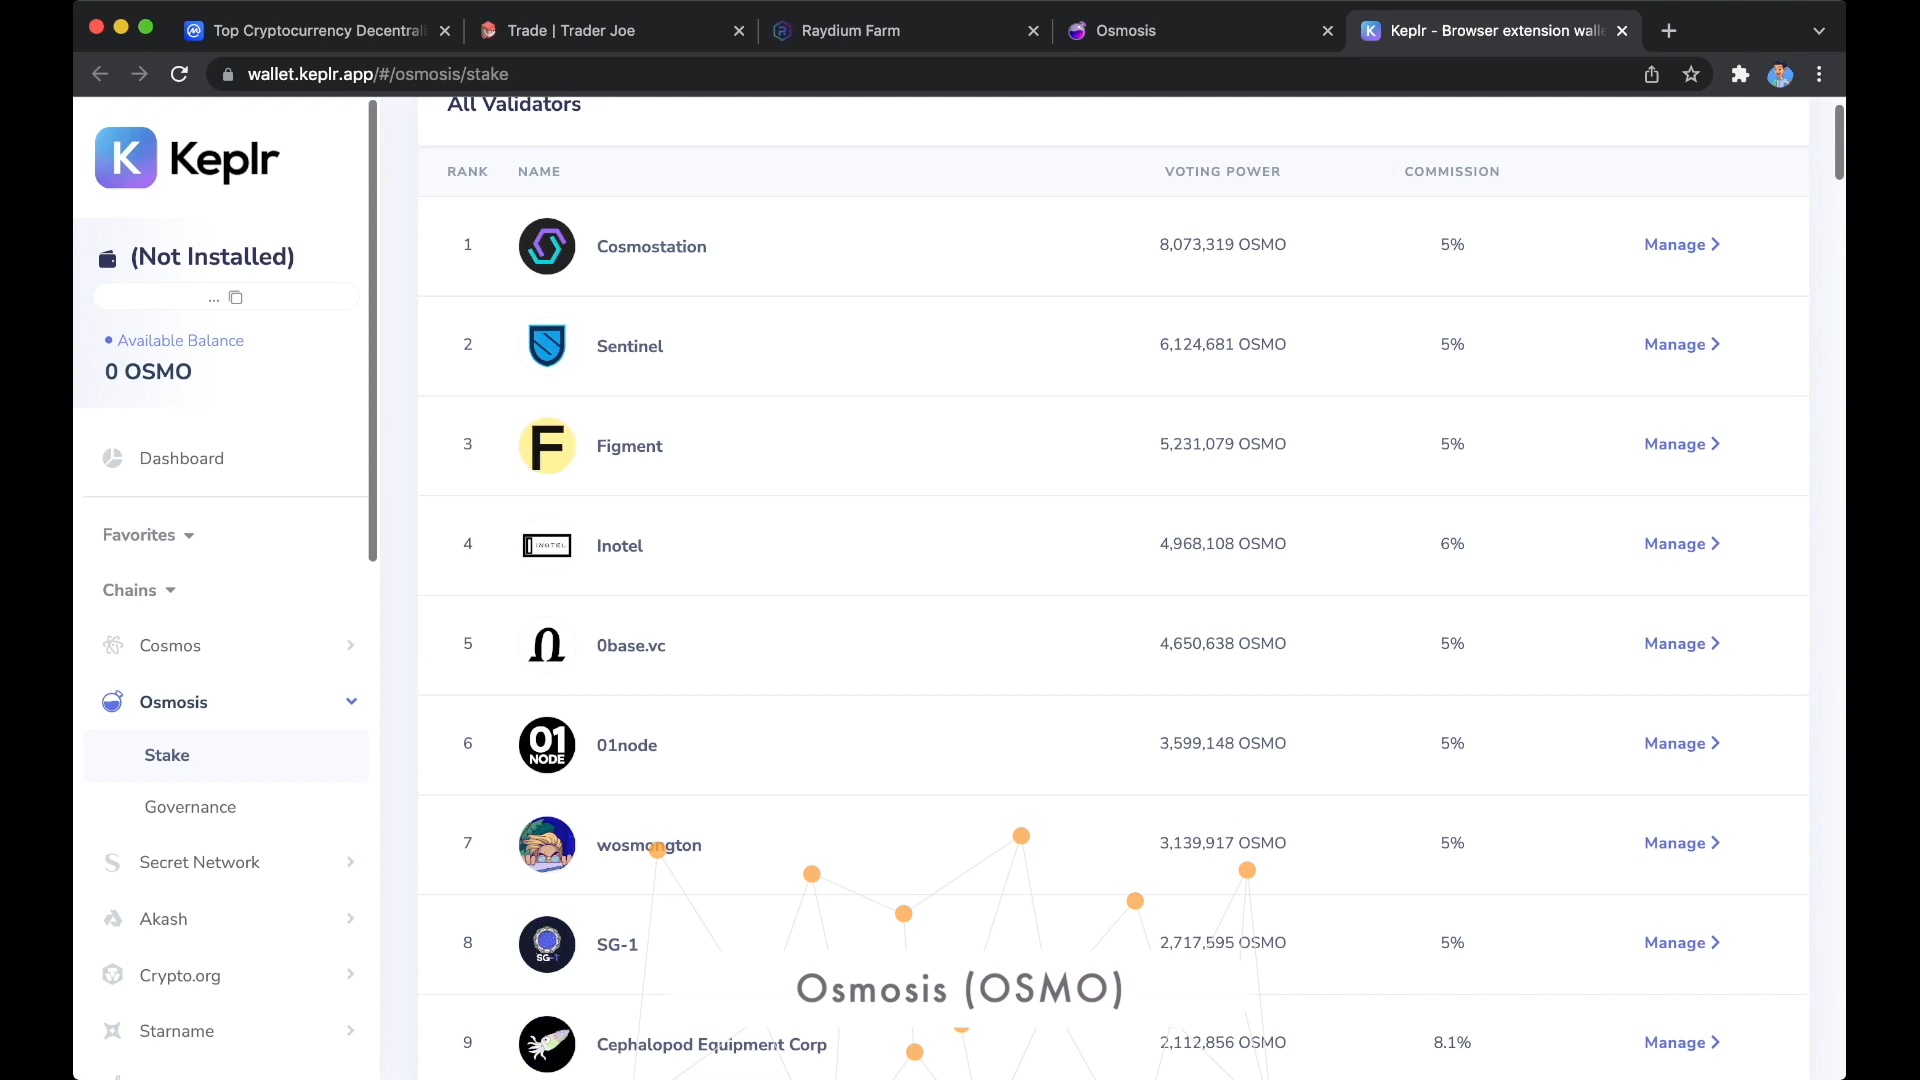 Top Cryptocurrency Decentrali
Trade | Trader Joe
Raydium Farm
Osmosis
Keplr - Browser extension walle
wallet.keplr.app/#/osmosis/stake
Keplr
(Not Installed)
...
Available Balance
0 OSMO
Dashboard
Favorites
Chains
Cosmos
Osmosis
Stake
Governance
Secret Network
Akash
Crypto.org
Starname
All Validators
RANK NAME VOTING POWER COMMISSION
1 Cosmostation 8,073,319 OSMO 5% Manage
2 Sentinel 6,124,681 OSMO 5% Manage
3 F Figment 5,231,079 OSMO 5% Manage
4 INOTEL Inotel 4,968,108 OSMO 6% Manage
5 0base.vc 4,650,638 OSMO 5% Manage
6 01 NODE 01node 3,599,148 OSMO 5% Manage
7 wosmongton 3,139,917 OSMO 5% Manage
8 SG-1 SG-1 2,717,595 OSMO 5% Manage
9 Cephalopod Equipment Corp 2,112,856 OSMO 8.1% Manage
Osmosis (OSMO)